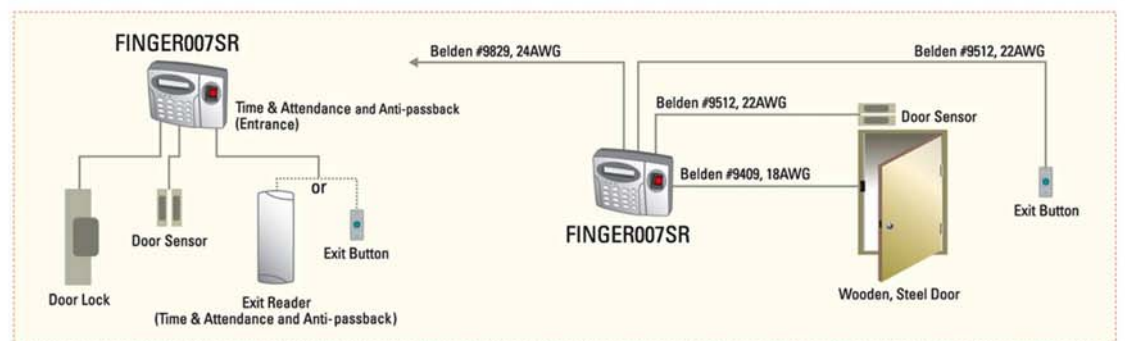 FINGER007SR
Time & Attendance and Anti-passback
(Entrance)
or
Door Sensor
Exit Button
Door Lock
Exit Reader
(Time & Attendance and Anti-passback)
Belden #9829, 24AWG
Belden #9512, 22AWG
Belden #9512, 22AWG
Door Sensor
Belden #9409, 18AWG
FINGER007SR
Exit Button
Wooden, Steel Door